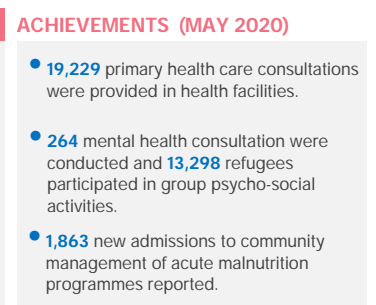 ACHIEVEMENTS (MAY 2020)
• 19,229 primary health care consultations
were provided in health facilities.
• 264 mental health consultation were
conducted and 13,298 refugees
participated in group psycho-social
activities.
• 1,863 new admissions to community
management of acute malnutrition
programmes reported.